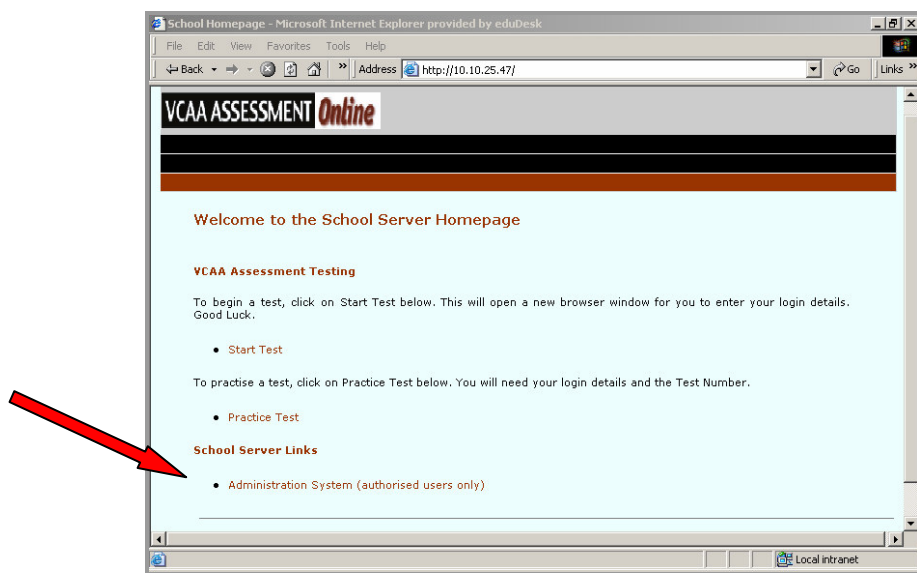 School Homepage - Microsoft Internet Explorer provided by eduDesk
File Edit View Favorites Tools Help
Back » Address http://10.10.25.47/ Go Links »
VCAA ASSESSMENT Online
Welcome to the School Server Homepage
VCAA Assessment Testing
To begin a test, click on Start Test below. This will open a new browser window for you to enter your login details.
Good Luck.
• Start Test
To practise a test, click on Practice Test below. You will need your login details and the Test Number.
• Practice Test
School Server Links
• Administration System (authorised users only)
Local intranet